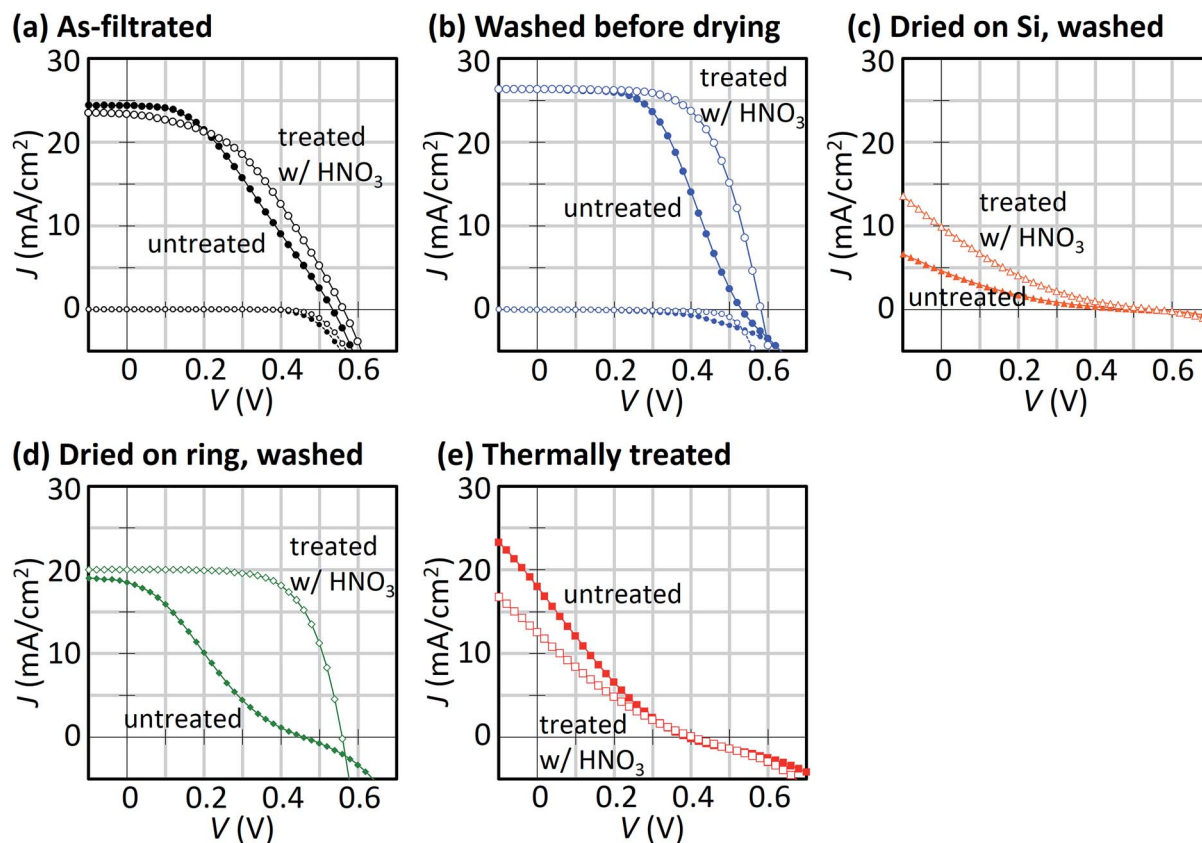 (a) As-filtrated
30
20
10
0
J (mA/cm²)
treated
w/ HNO₃
untreated
0 0.2 0.4 0.6
V (V)
(b) Washed before drying
30
20
10
0
J (mA/cm²)
treated
w/ HNO₃
untreated
0 0.2 0.4 0.6
V (V)
(c) Dried on Si, washed
30
20
10
0
J (mA/cm²)
treated
w/ HNO₃
untreated
0 0.2 0.4 0.6
V (V)
(d) Dried on ring, washed
30
20
10
0
J (mA/cm²)
treated
w/ HNO₃
untreated
0 0.2 0.4 0.6
V (V)
(e) Thermally treated
30
20
10
0
J (mA/cm²)
untreated
treated
w/ HNO₃
0 0.2 0.4 0.6
V (V)